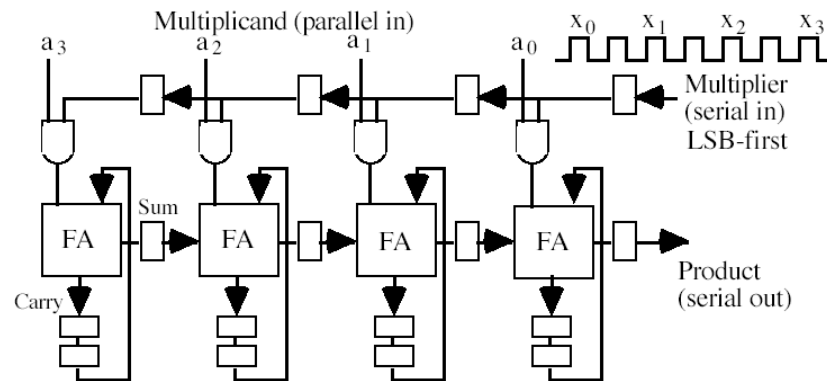 Multiplicand (parallel in)
a3 a2 a1 a0
x0 x1 x2 x3
Multiplier
(serial in)
LSB-first
Sum
FA FA FA FA
Carry
Product
(serial out)